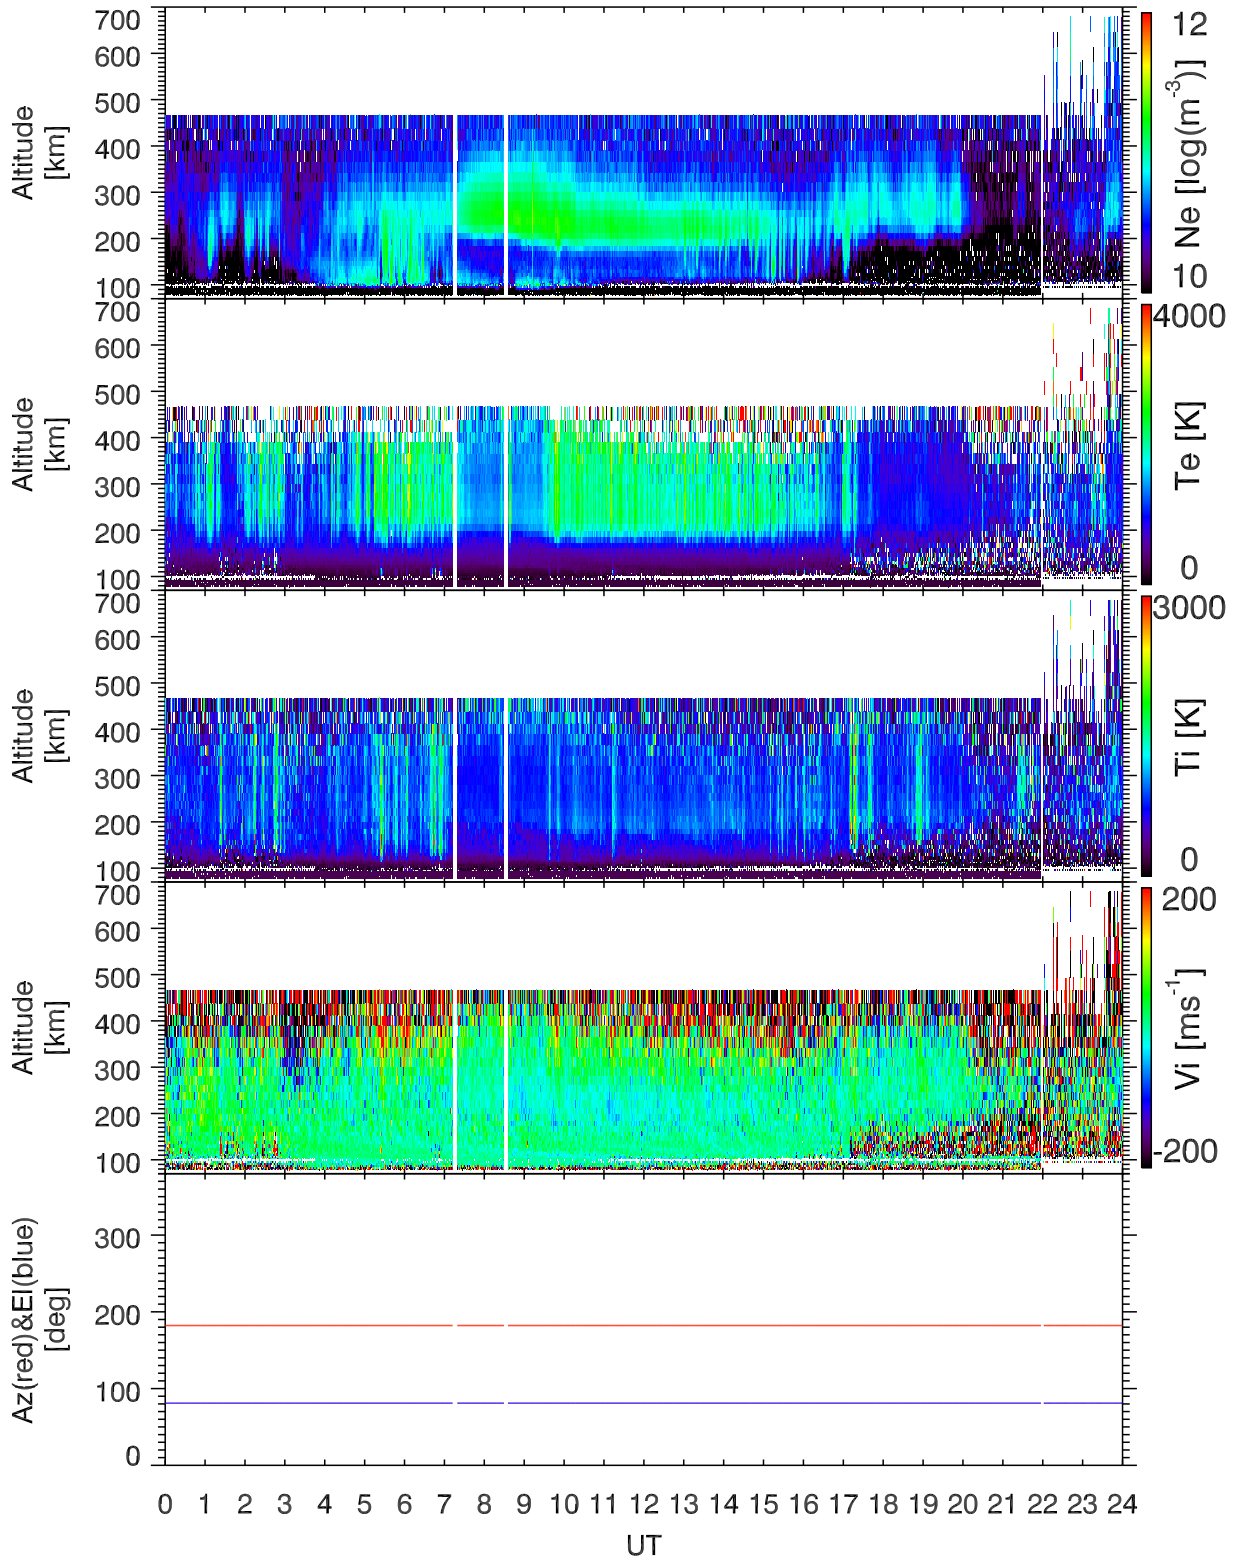 700
600
500
400
300
200
100
Altitude
[km]
12
10
Ne [log(m⁻³)]
700
600
500
400
300
200
100
Altitude
[km]
4000
0
Te [K]
700
600
500
400
300
200
100
Altitude
[km]
3000
0
Ti [K]
700
600
500
400
300
200
100
Altitude
[km]
200
-200
Vi [ms⁻¹]
300
200
100
0
Az(red)&El(blue)
[deg]
0 1 2 3 4 5 6 7 8 9 10 11 12 13 14 15 16 17 18 19 20 21 22 23 24
UT